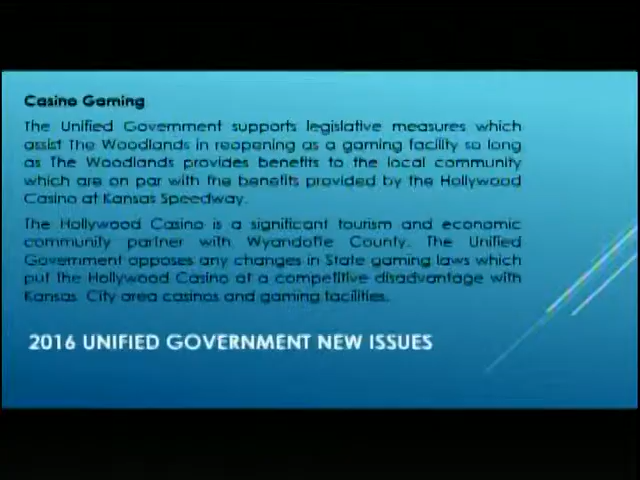 Casino Gaming
The Unified Government supports legislative measures which
assist The Woodlands in reopening as a gaming facility so long
as The Woodlands provides benefits to the local community
which are on par with the benefits provided by the Hollywood
Casino at Kansas Speedway.
The Hollywood Casino is a significant tourism and economic
community partner with Wyandotte County. The Unified
Government opposes any changes in State gaming laws which
put the Hollywood Casino at a competitive disadvantage with
Kansas City area casinos and gaming facilities.
2016 UNIFIED GOVERNMENT NEW ISSUES